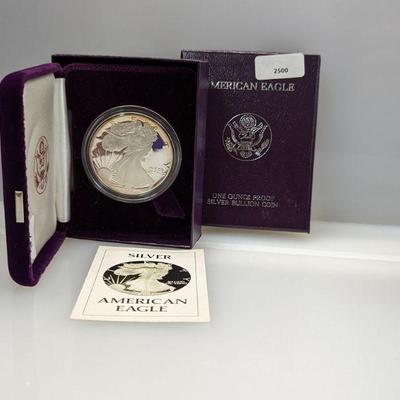 2500
AMERICAN EAGLE
ONE OUNCE PROOF
SILVER BULLION COIN
SILVER
AMERICAN
EAGLE